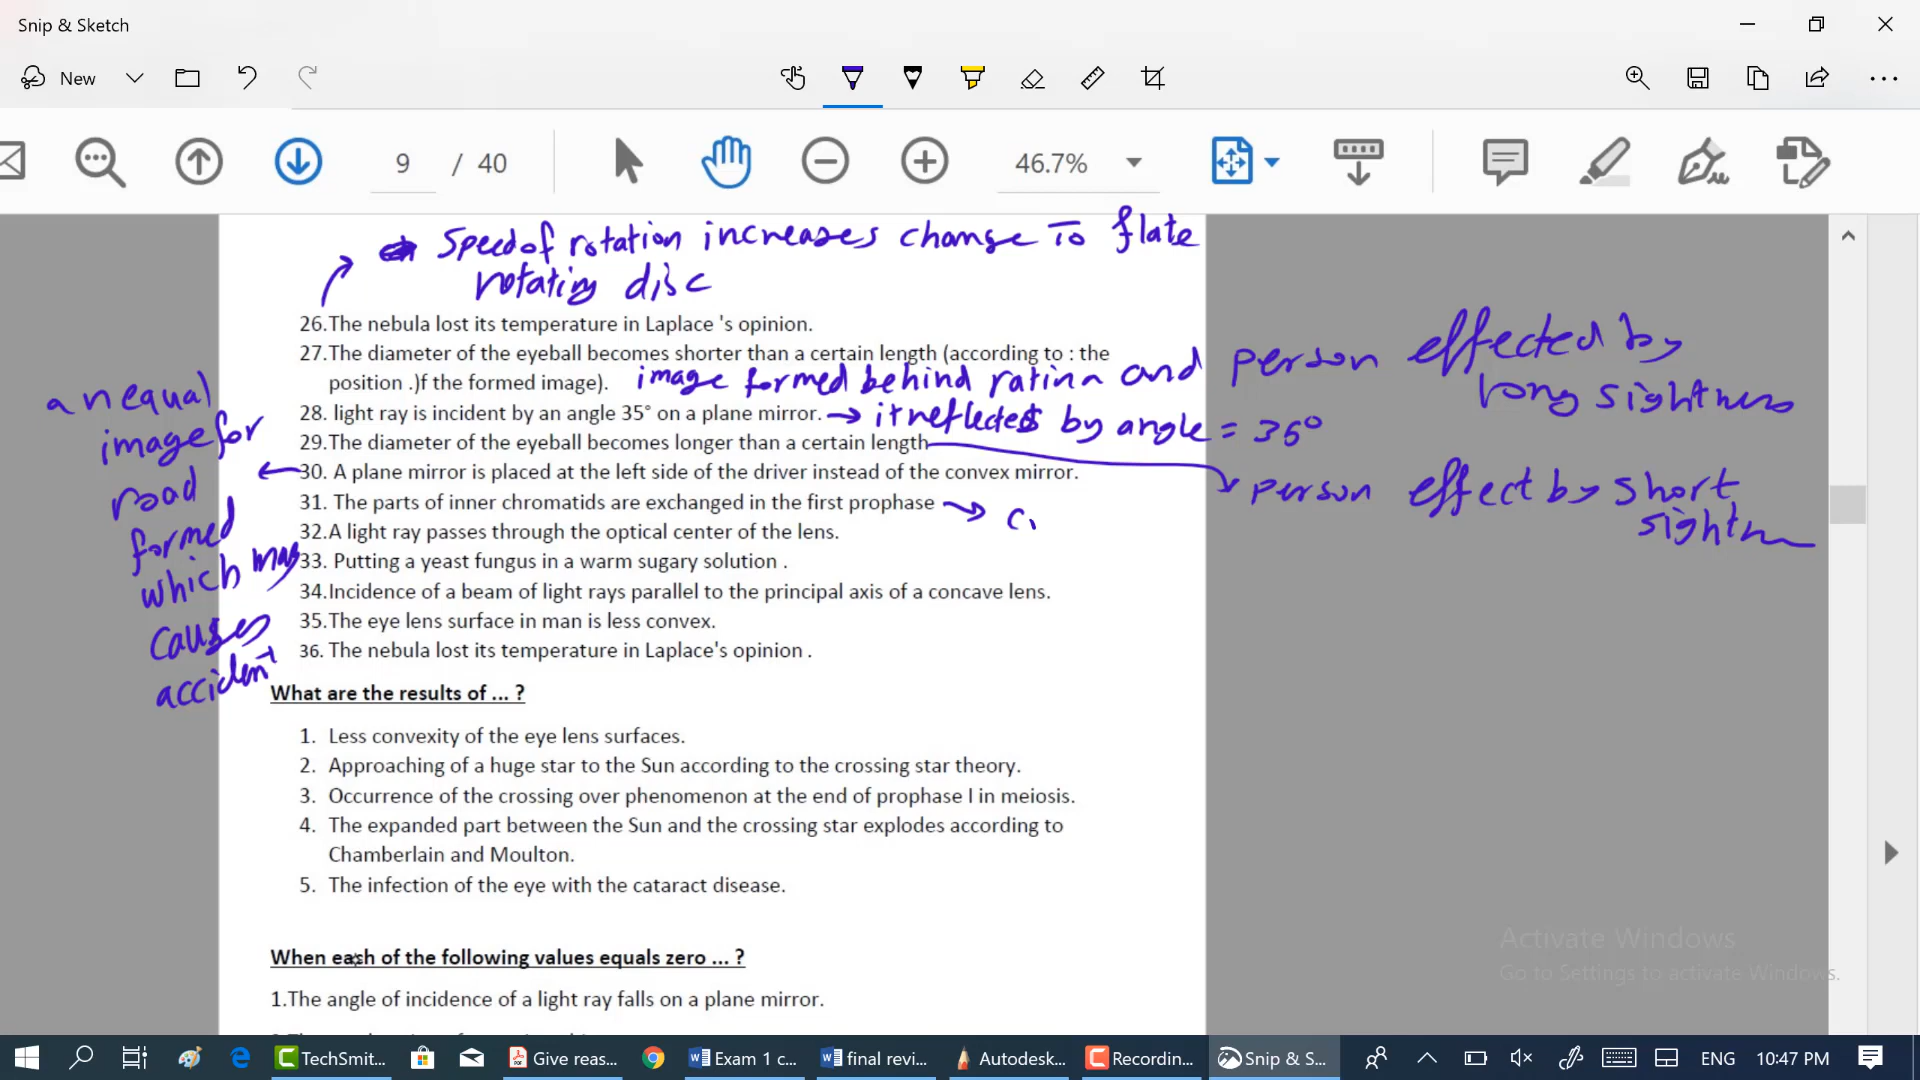 Snip & Sketch
New
9 / 40
46.7%
Speed of rotation increases change to flate
rotating disc
26.The nebula lost its temperature in Laplace 's opinion.
27.The diameter of the eyeball becomes shorter than a certain length (according to : the
position .)f the formed image). image formed behind ratina and person effected by
long sightness
28. light ray is incident by an angle 35° on a plane mirror. → it reflected by angle = 35°
29.The diameter of the eyeball becomes longer than a certain length
person effect by short
30. A plane mirror is placed at the left side of the driver instead of the convex mirror.
an equal
image for
road
formed
which may
causes
accident
31. The parts of inner chromatids are exchanged in the first prophase → c
32.A light ray passes through the optical center of the lens.
33. Putting a yeast fungus in a warm sugary solution .
34.Incidence of a beam of light rays parallel to the principal axis of a concave lens.
35.The eye lens surface in man is less convex.
36. The nebula lost its temperature in Laplace's opinion .
What are the results of ... ?
1. Less convexity of the eye lens surfaces.
2. Approaching of a huge star to the Sun according to the crossing star theory.
3. Occurrence of the crossing over phenomenon at the end of prophase I in meiosis.
4. The expanded part between the Sun and the crossing star explodes according to
Chamberlain and Moulton.
5. The infection of the eye with the cataract disease.
When each of the following values equals zero ... ?
1.The angle of incidence of a light ray falls on a plane mirror.
Activate Windows
Go to Settings to activate Windows.
TechSmit...
Give reas...
Exam 1 c...
final revi...
Autodesk...
Recordin...
Snip & S...
ENG
10:47 PM